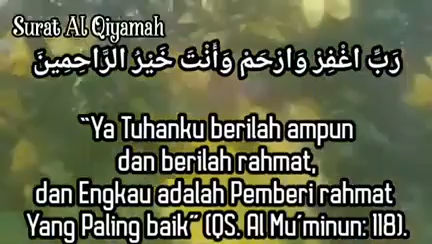 Surat Al Qiyamah
رَبِّ اغْفِرْ وَارْحَمْ وَأَنْتَ خَيْرُ الرَّاحِمِينَ
“Ya Tuhanku berilah ampun
dan berilah rahmat,
dan Engkau adalah Pemberi rahmat
Yang Paling baik” (QS. Al Mu’minun: 118).